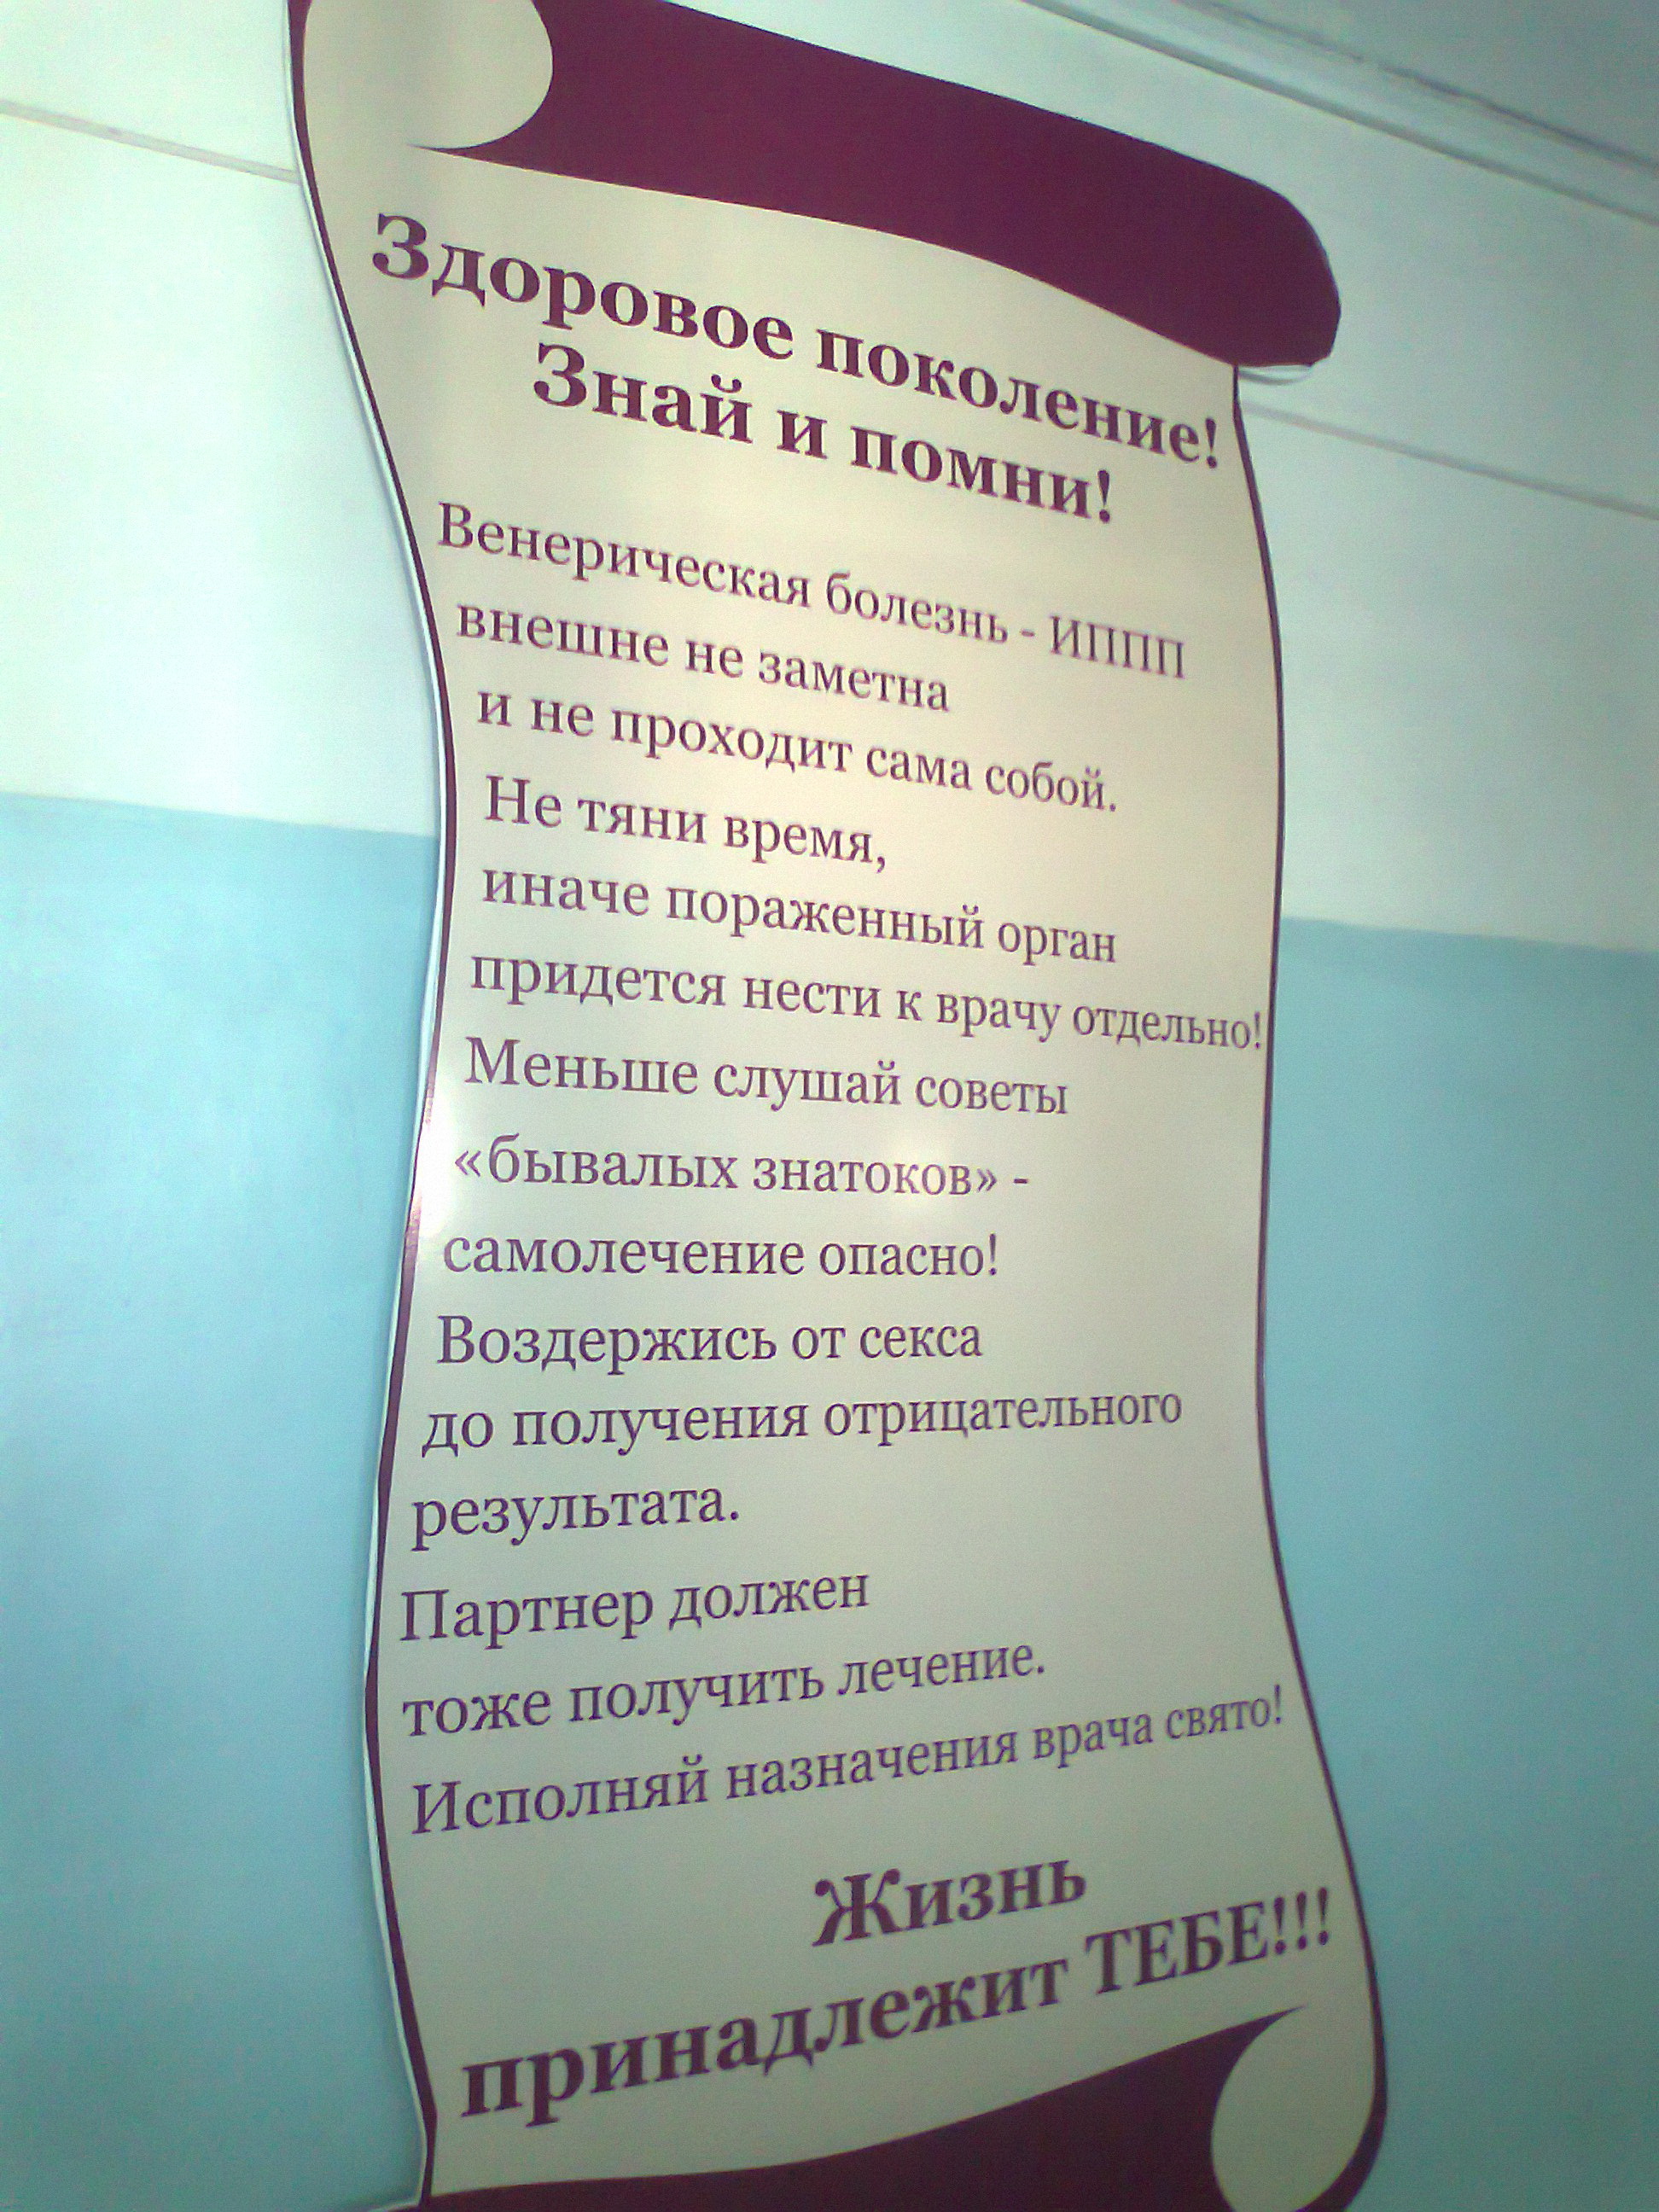 Здоровое поколение!
Знай и помни!
Венерическая болезнь - ИППП
внешне не заметна
и не проходит сама собой.
Не тяни время,
иначе пораженный орган
придется нести к врачу отдельно!
Меньше слушай советы
«бывалых знатоков» -
самолечение опасно!
Воздержись от секса
до получения отрицательного
результата.
Партнер должен
тоже получить лечение.
Исполняй назначения врача свято!
Жизнь
принадлежит ТЕБЕ!!!